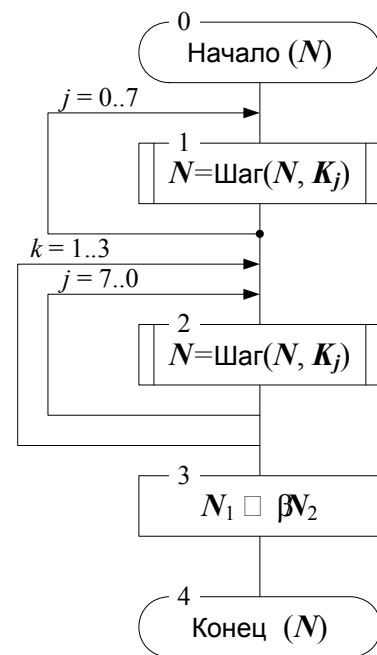 0
Начало (N)
j = 0..7
1
N=Шаг(N, Kj)
k = 1..3
j = 7..0
2
N=Шаг(N, Kj)
3
N1 □ βN2
4
Конец (N)